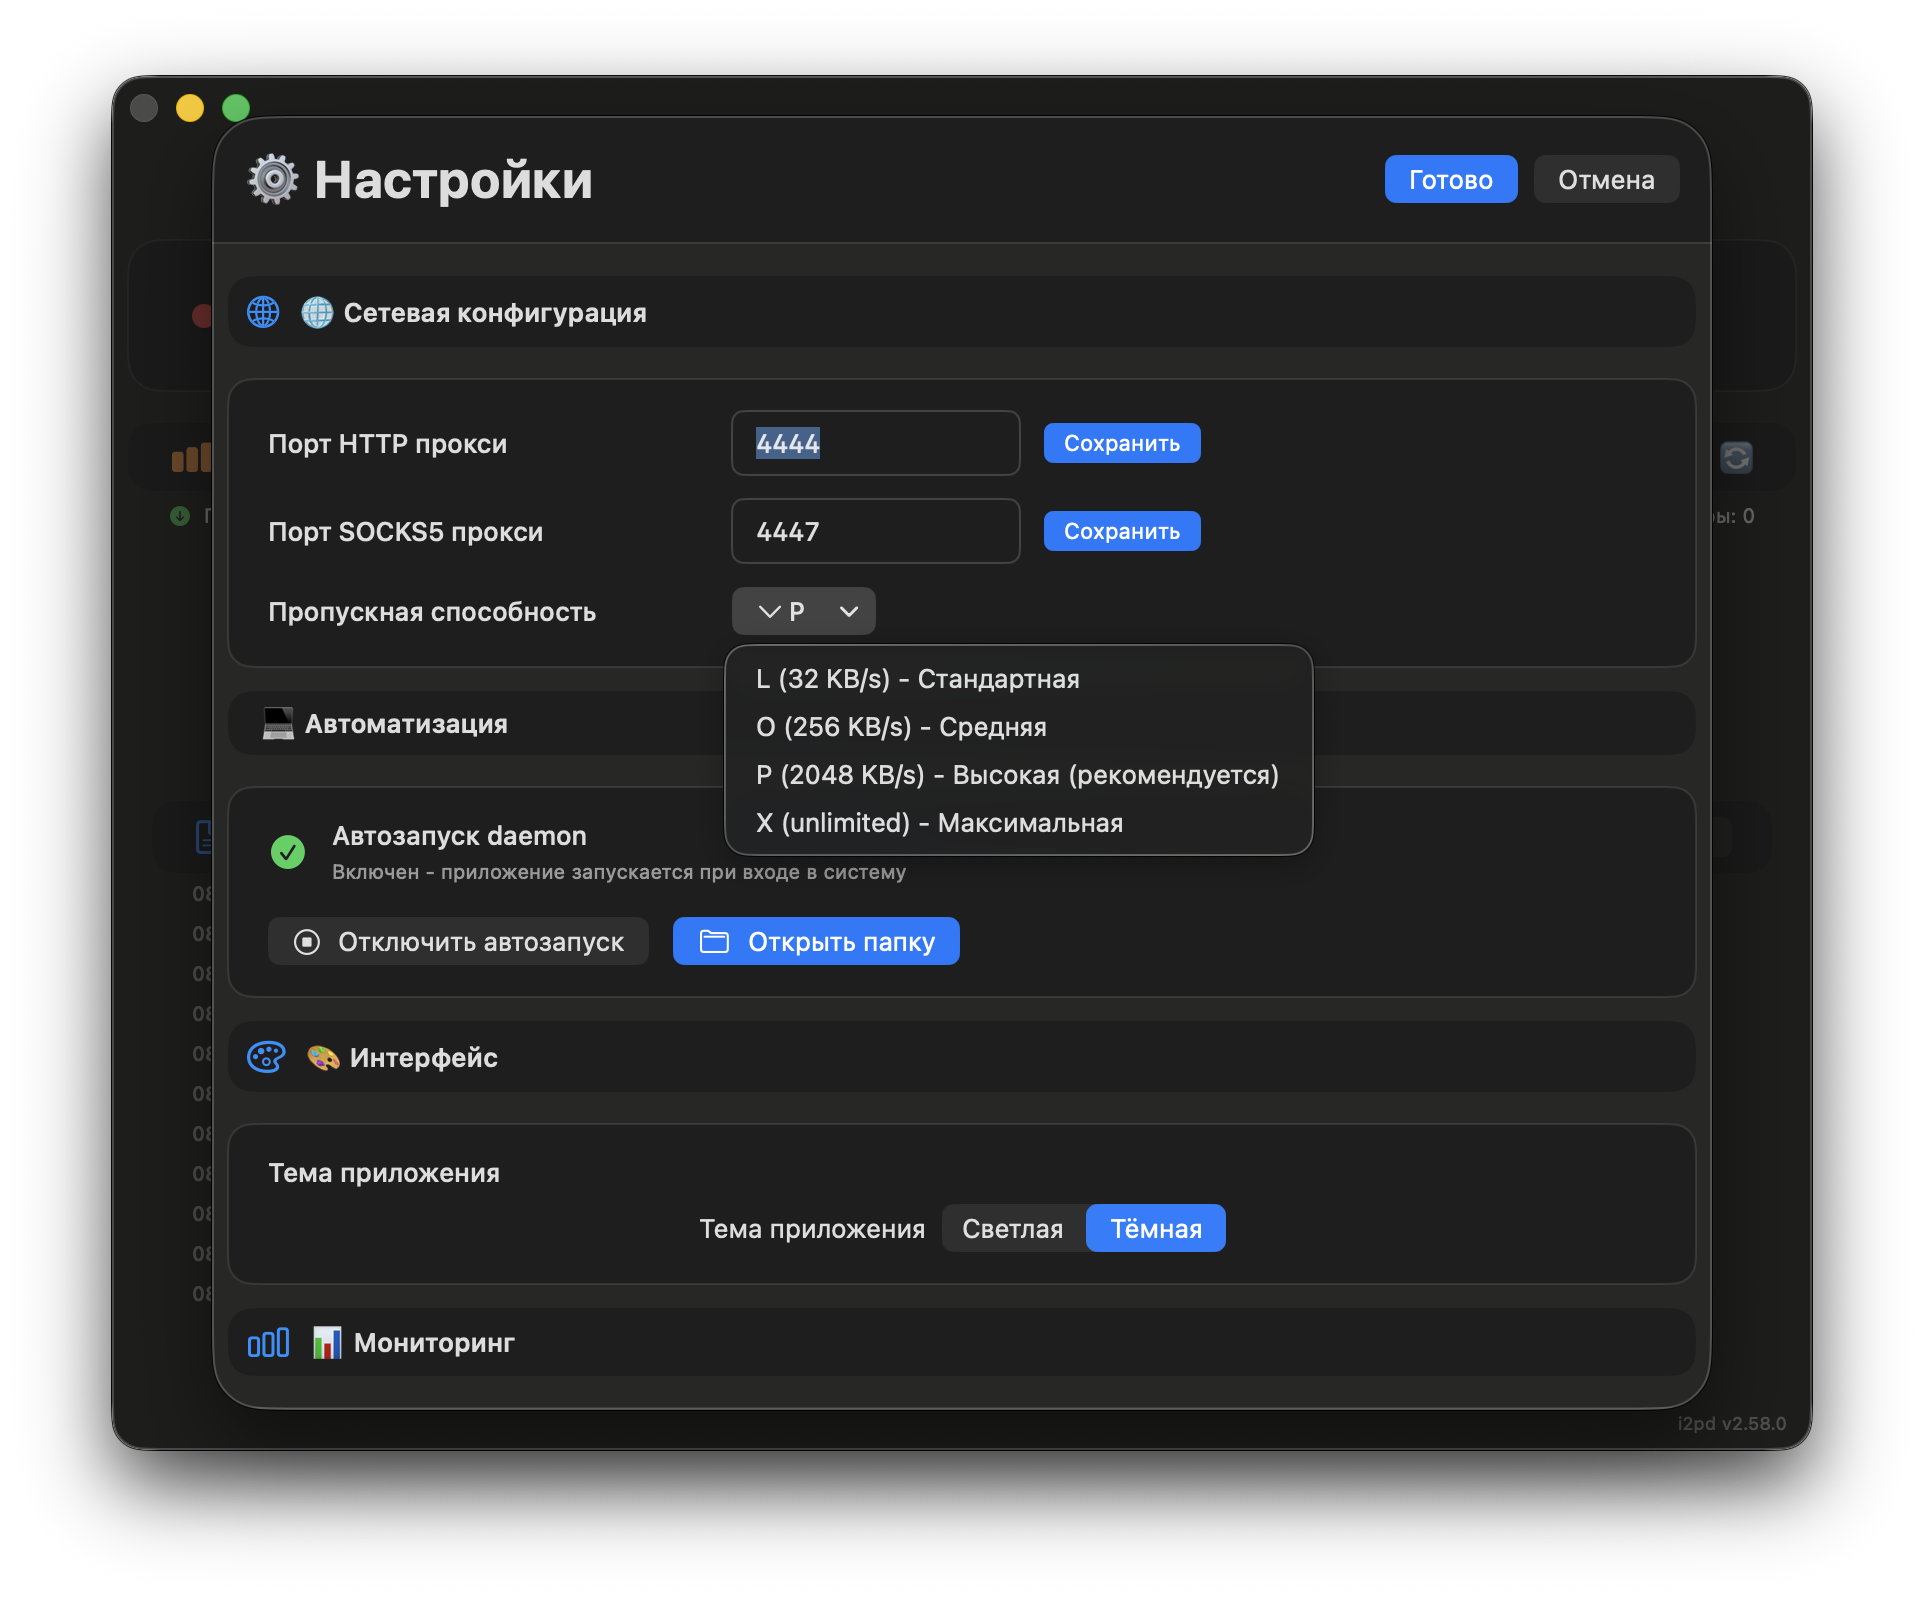 Настройки
Готово
Отмена
Сетевая конфигурация
Порт HTTP прокси
4444
Сохранить
Порт SOCKS5 прокси
4447
Сохранить
ры: 0
Пропускная способность
P
L (32 KB/s) - Стандартная
O (256 KB/s) - Средняя
P (2048 KB/s) - Высокая (рекомендуется)
X (unlimited) - Максимальная
Автоматизация
Автозапуск daemon
Включен - приложение запускается при входе в систему
Отключить автозапуск
Открыть папку
Интерфейс
Тема приложения
Тема приложения
Светлая
Тёмная
Мониторинг
i2pd v2.58.0